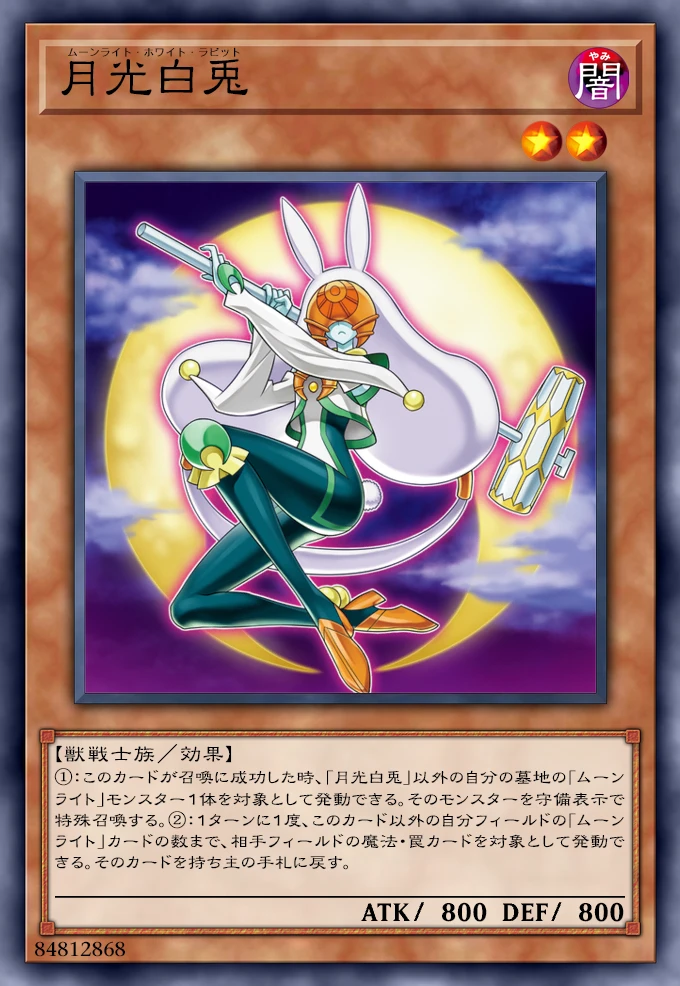 ムーンライト・ホワイト・ラビット
月光白兎
やみ
闇
【獣戦士族／効果】
①：このカードが召喚に成功した時、「月光白兎」以外の自分の墓地の「ムーン
ライト」モンスター１体を対象として発動できる。そのモンスターを守備表示で
特殊召喚する。②：１ターンに１度、このカード以外の自分フィールドの「ムーン
ライト」カードの数まで、相手フィールドの魔法・罠カードを対象として発動で
きる。そのカードを持ち主の手札に戻す。
ATK/ 800 DEF/ 800
84812868